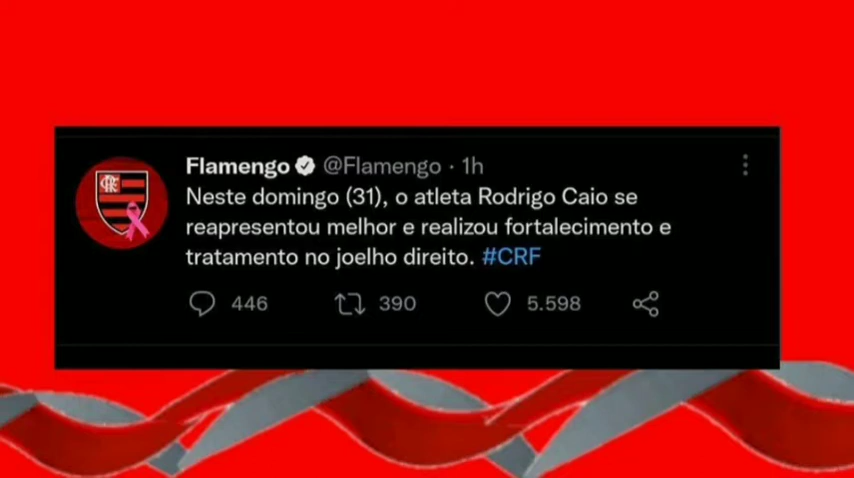 Flamengo @Flamengo · 1h
Neste domingo (31), o atleta Rodrigo Caio se
reapresentou melhor e realizou fortalecimento e
tratamento no joelho direito. #CRF
446 390 5.598